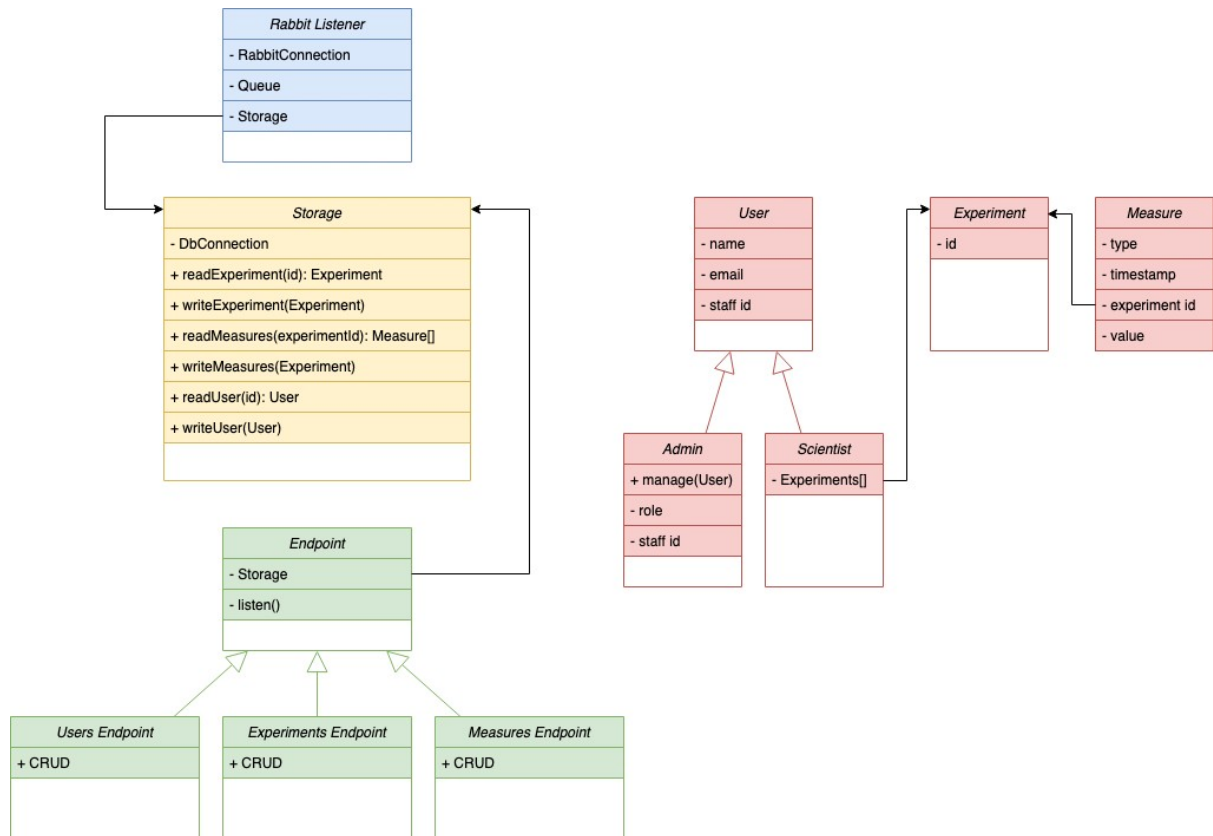 Rabbit Listener
- RabbitConnection
- Queue
- Storage
Storage
- DbConnection
+ readExperiment(id): Experiment
+ writeExperiment(Experiment)
+ readMeasures(experimentId): Measure[]
+ writeMeasures(Experiment)
+ readUser(id): User
+ writeUser(User)
User
- name
- email
- staff id
Experiment
- id
Measure
- type
- timestamp
- experiment id
- value
Admin
+ manage(User)
- role
- staff id
Scientist
- Experiments[]
Endpoint
- Storage
- listen()
Users Endpoint
+ CRUD
Experiments Endpoint
+ CRUD
Measures Endpoint
+ CRUD